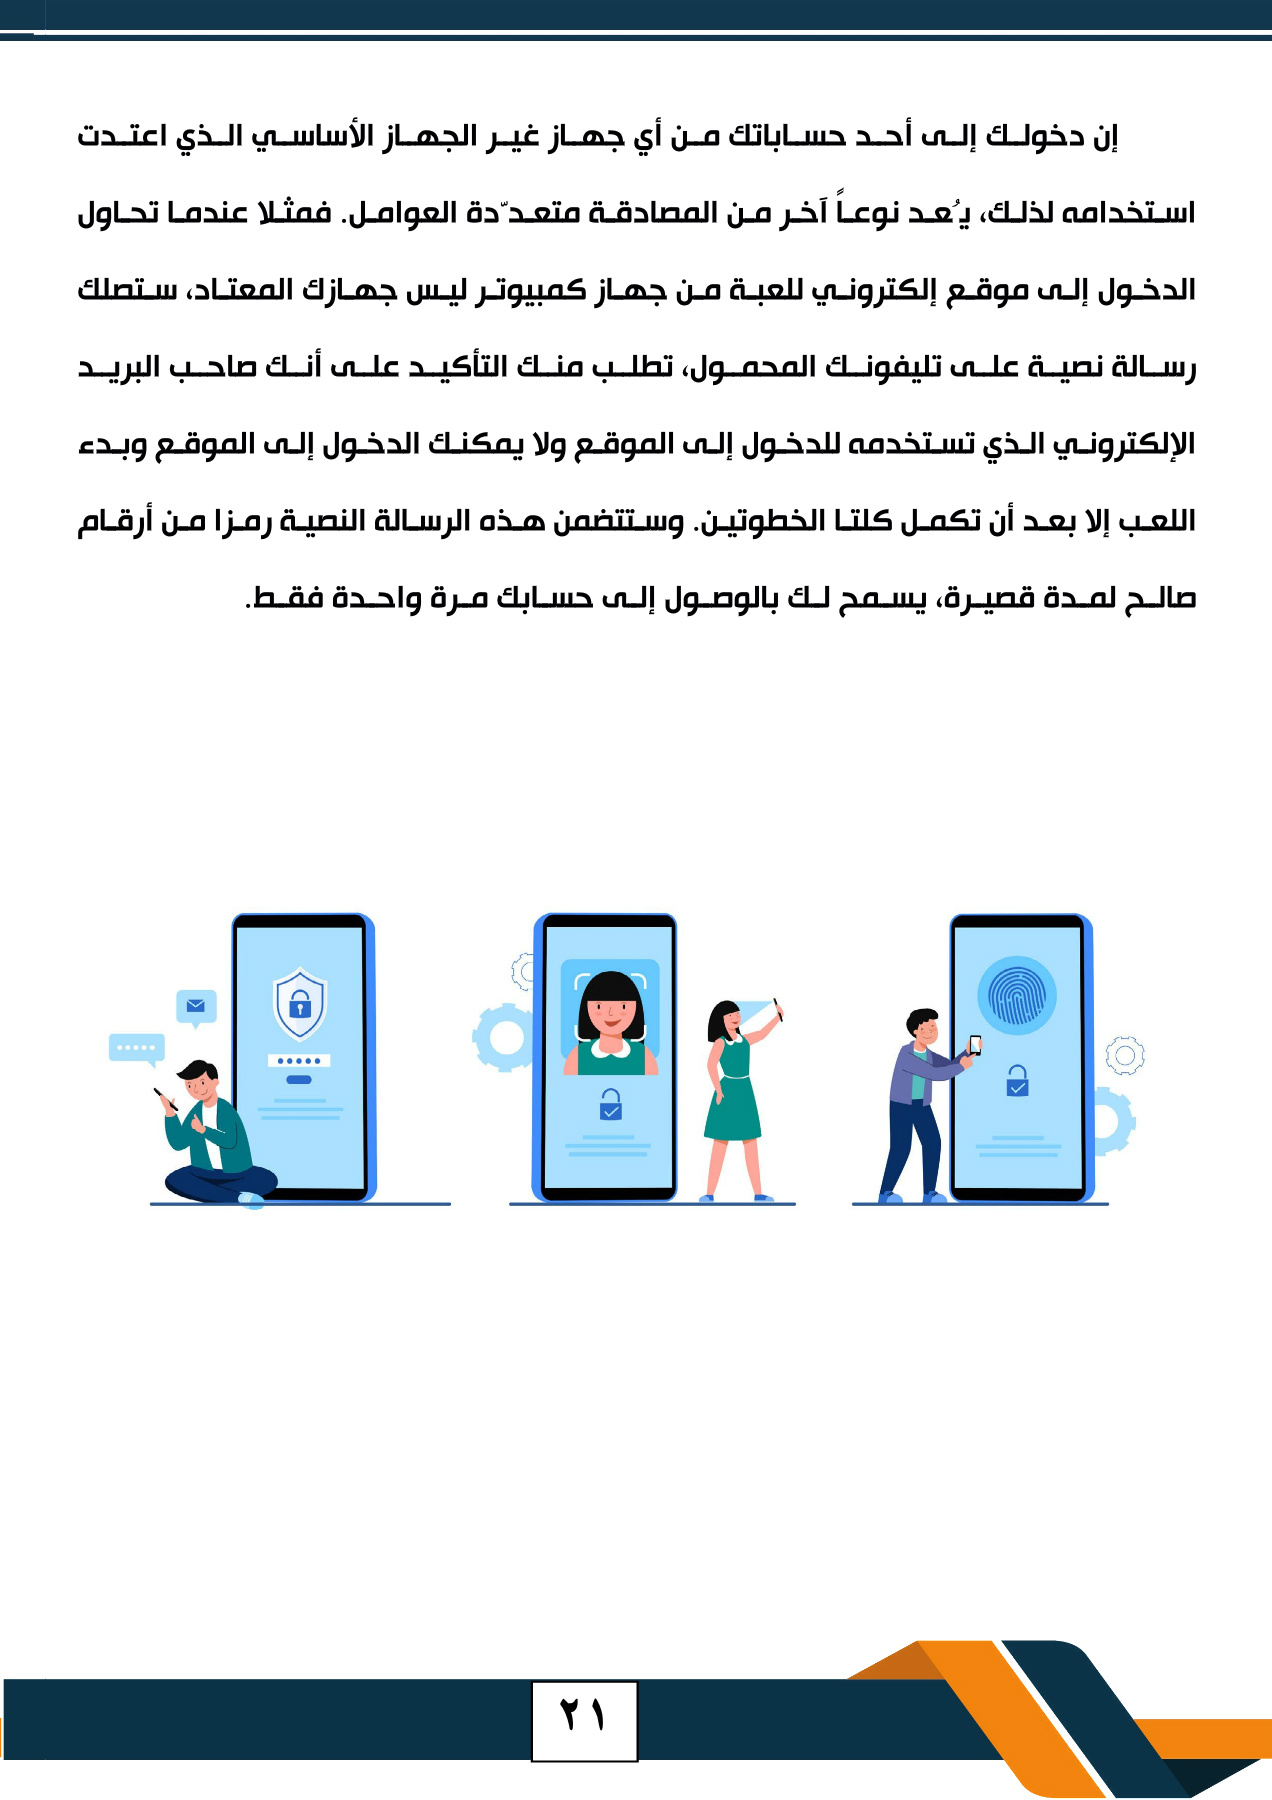 إن دخولك إلى أحد حساباتك من أي جهاز غير الجهاز الأساسي الذي اعتدت
استخدامه لذلك، يُعد نوعاً آخر من المصادقة متعدّدة العوامل. فمثلا عندما تحاول
الدخول إلى موقع إلكتروني للعبة من جهاز كمبيوتر ليس جهازك المعتاد، ستصلك
رسالة نصية على تليفونك المحمول، تطلب منك التأكيد على أنك صاحب البريد
الإلكتروني الذي تستخدمه للدخول إلى الموقع ولا يمكنك الدخول إلى الموقع وبدء
اللعب إلا بعد أن تكمل كلتا الخطوتين. وستتضمن هذه الرسالة النصية رمزا من أرقام
صالح لمدة قصيرة، يسمح لك بالوصول إلى حسابك مرة واحدة فقط.
٢١